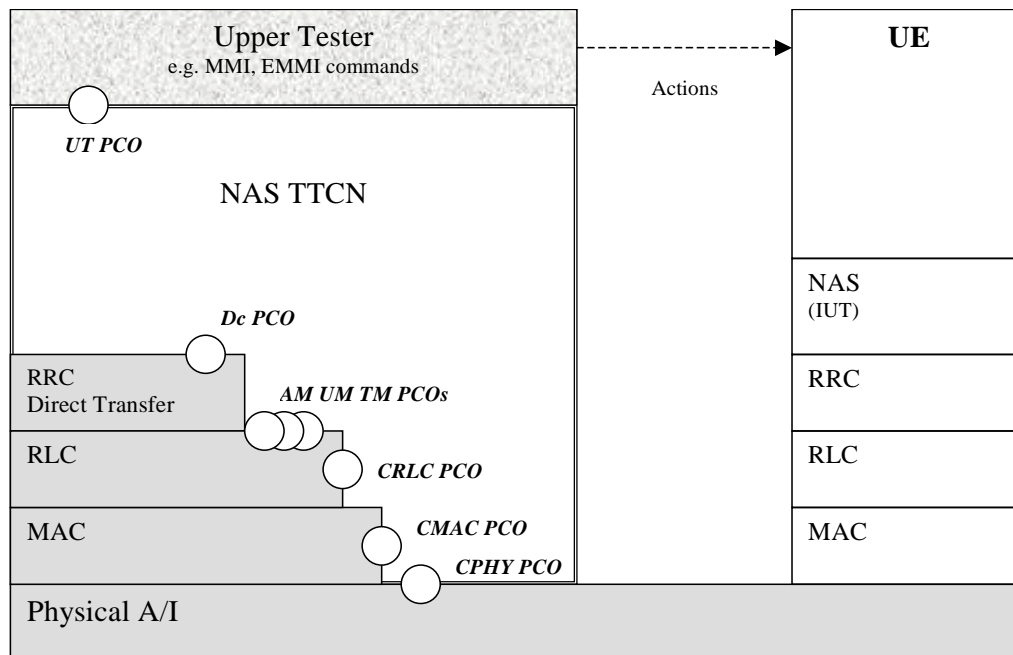 Upper Tester
e.g. MMI, EMMI commands
UE
Actions
UT PCO
NAS TTCN
NAS
(IUT)
Dc PCO
RRC
Direct Transfer
AM UM TM PCOs
RRC
RLC
CRLC PCO
RLC
MAC
CMAC PCO
MAC
CPHY PCO
Physical A/I